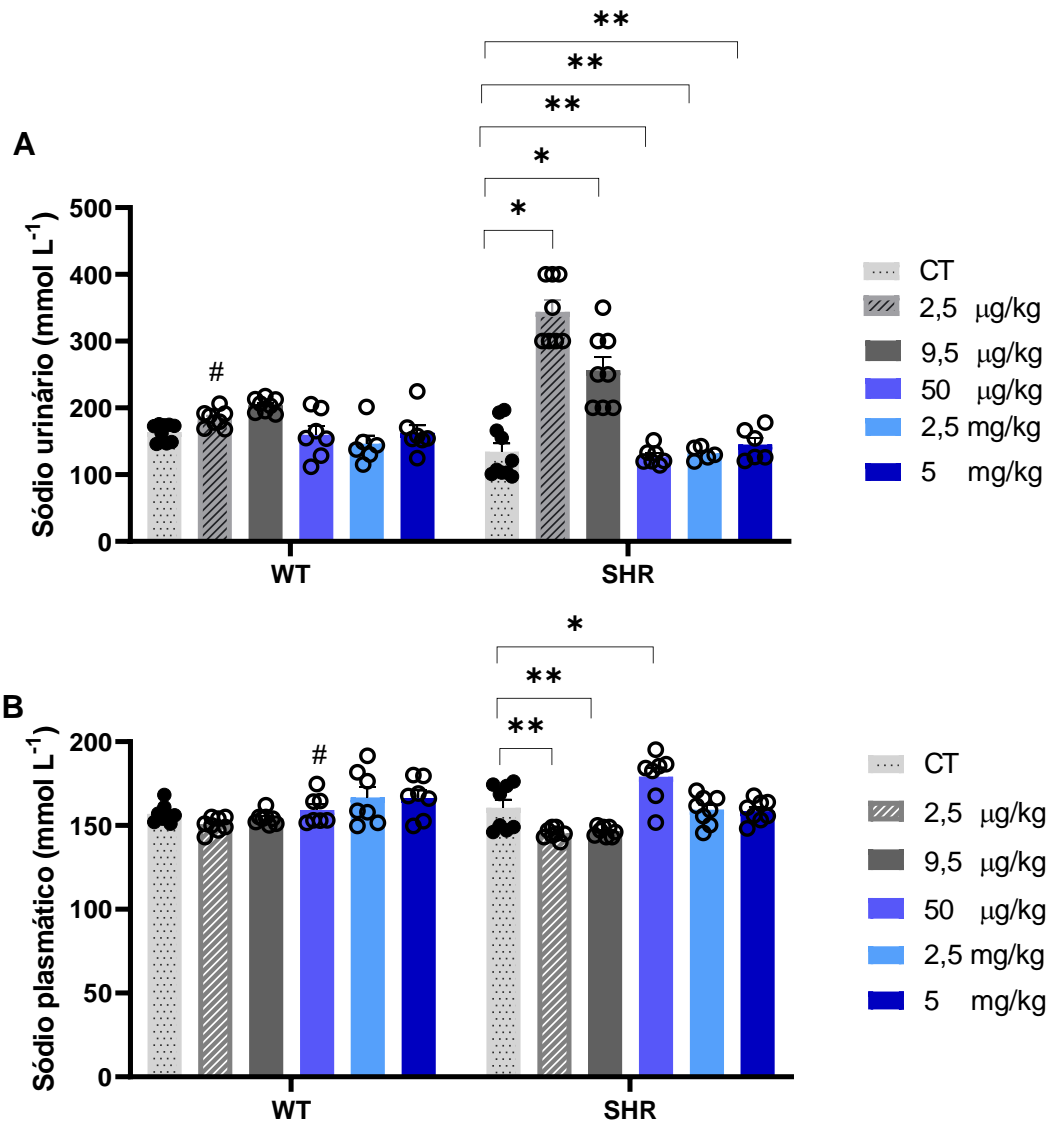 **
**
**
A
*
*
500
400
300
200
100
0
Sódio urinário (mmol L⁻¹)
#
WT
SHR
CT
2,5 μg/kg
9,5 μg/kg
50 μg/kg
2,5 mg/kg
5 mg/kg
*
**
B
**
200
150
100
50
0
Sódio plasmático (mmol L⁻¹)
#
WT
SHR
CT
2,5 μg/kg
9,5 μg/kg
50 μg/kg
2,5 mg/kg
5 mg/kg